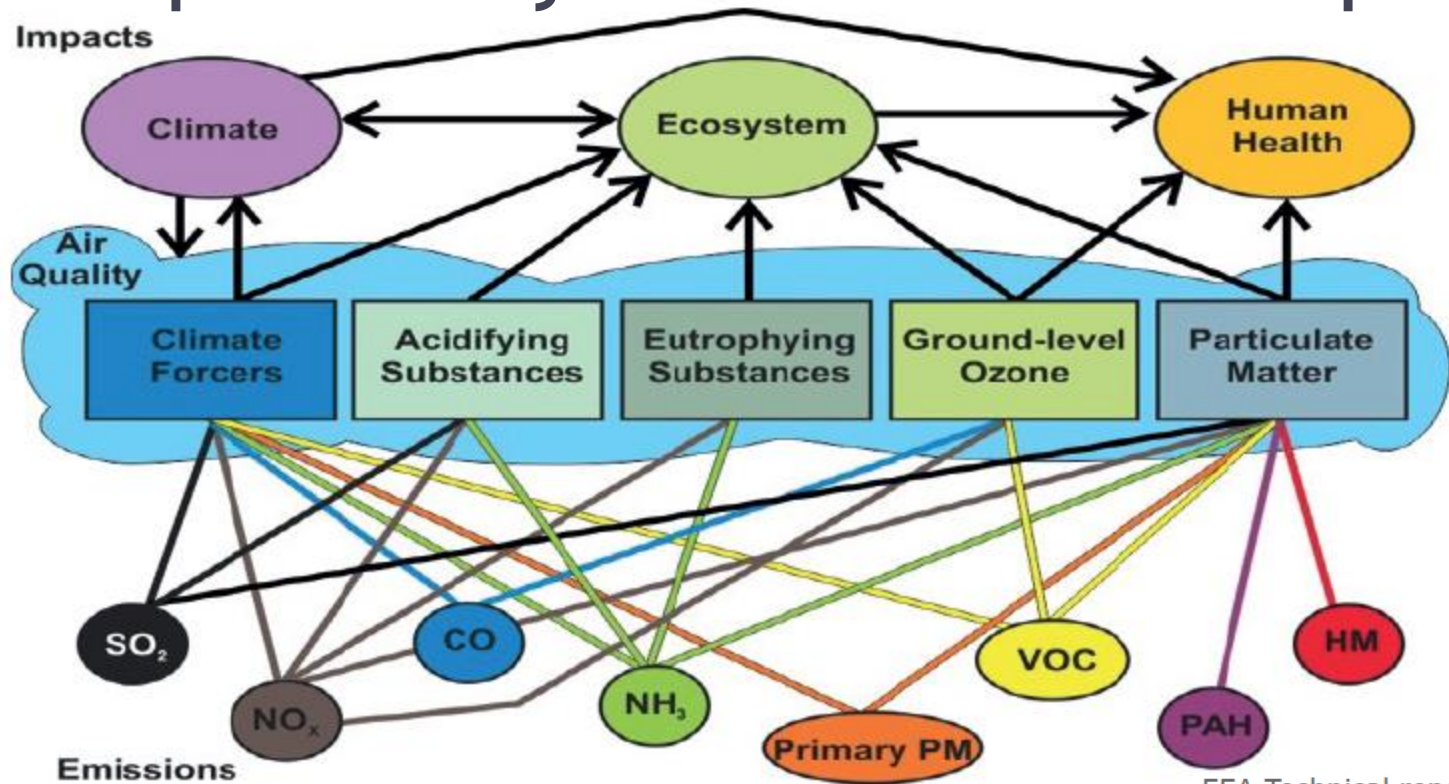 Impacts
Climate
Ecosystem
Human
Health
Air
Quality
Climate
Forcers
Acidifying
Substances
Eutrophying
Substances
Ground-level
Ozone
Particulate
Matter
SO₂
NOₓ
CO
NH₃
Primary PM
VOC
PAH
HM
Emissions